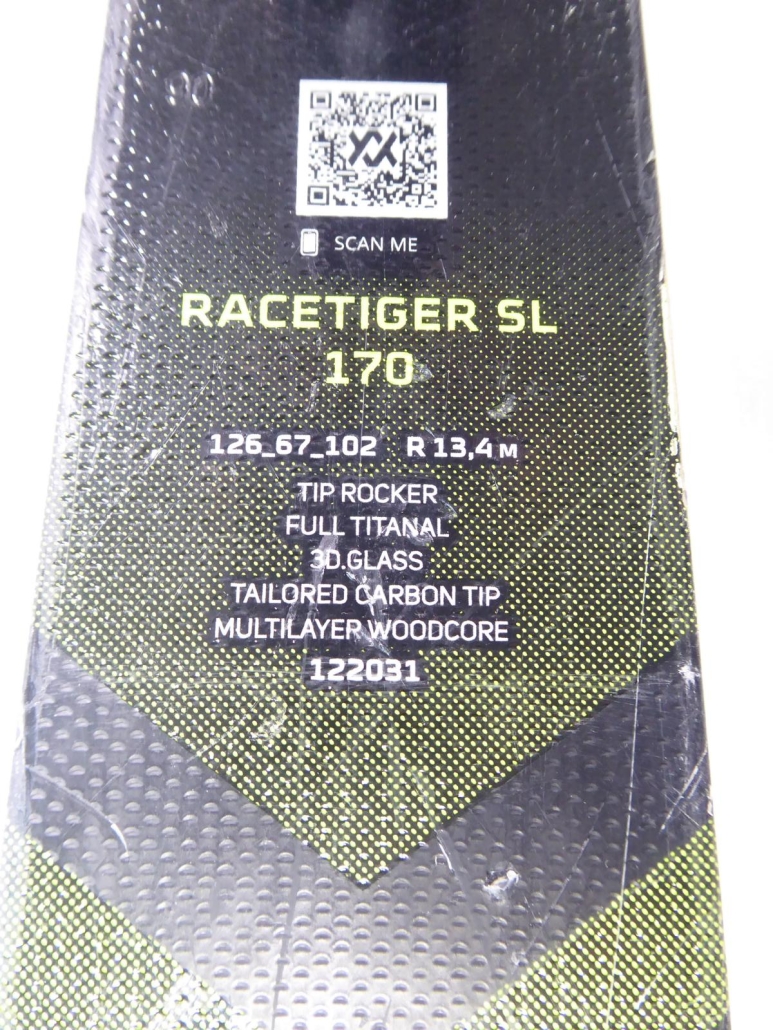 SCAN ME
RACETIGER SL
170
126_67_102 R 13,4 M
TIP ROCKER
FULL TITANAL
3D.GLASS
TAILORED CARBON TIP
MULTILAYER WOODCORE
122031